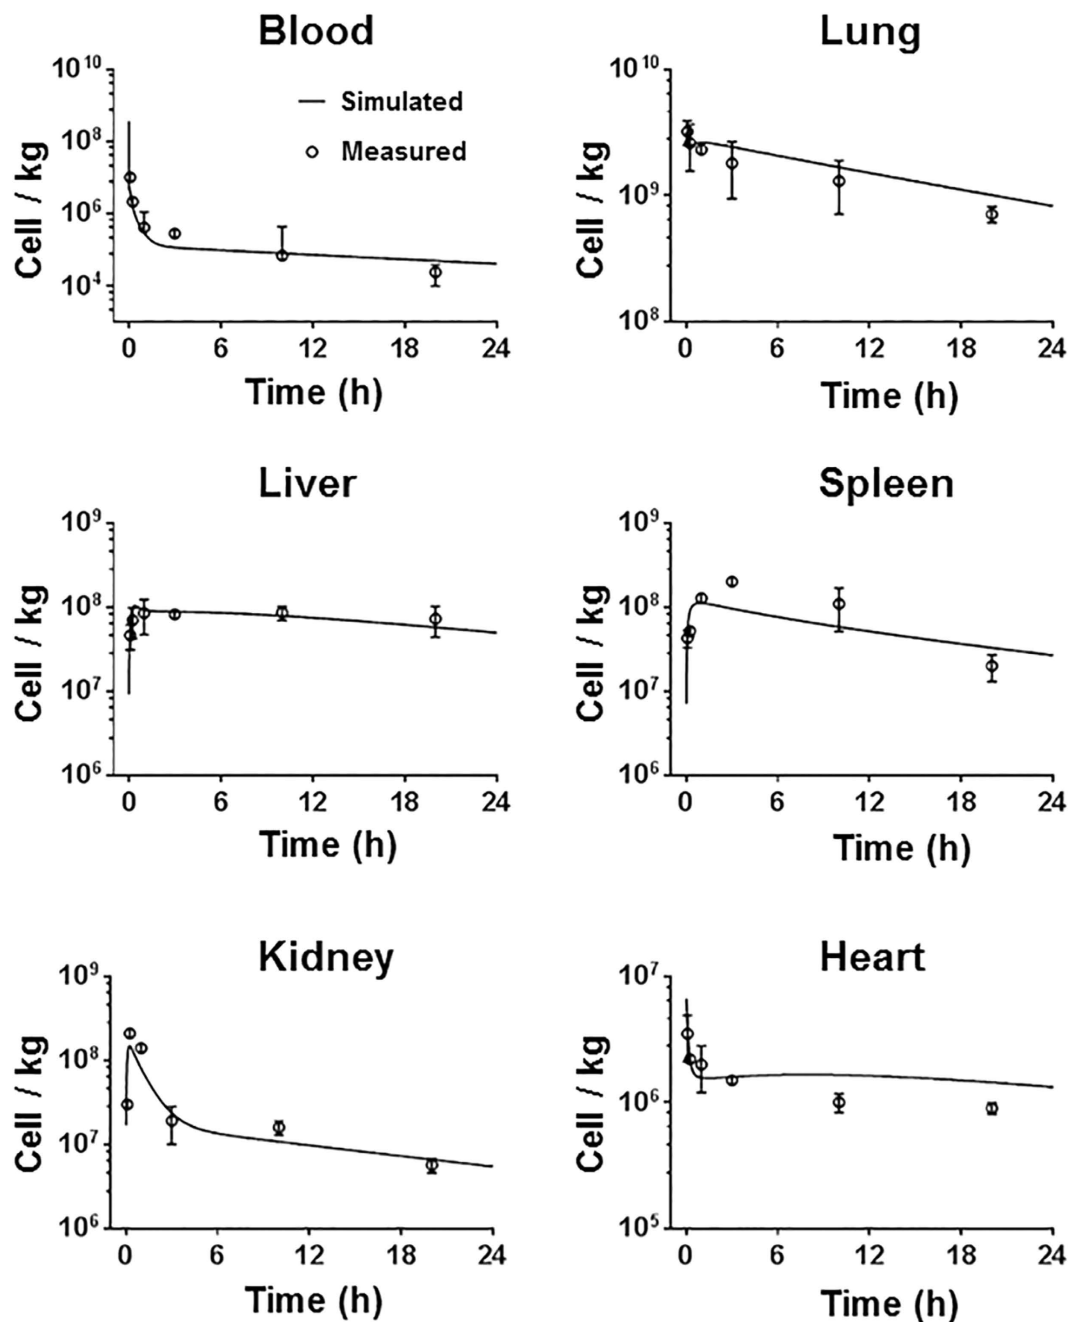 Blood
Cell / kg
10^10
10^8
10^6
10^4
Simulated
Measured
0 6 12 18 24
Time (h)
Lung
Cell / kg
10^10
10^9
10^8
0 6 12 18 24
Time (h)
Liver
Cell / kg
10^9
10^8
10^7
10^6
0 6 12 18 24
Time (h)
Spleen
Cell / kg
10^9
10^8
10^7
10^6
0 6 12 18 24
Time (h)
Kidney
Cell / kg
10^9
10^8
10^7
10^6
0 6 12 18 24
Time (h)
Heart
Cell / kg
10^7
10^6
10^5
0 6 12 18 24
Time (h)